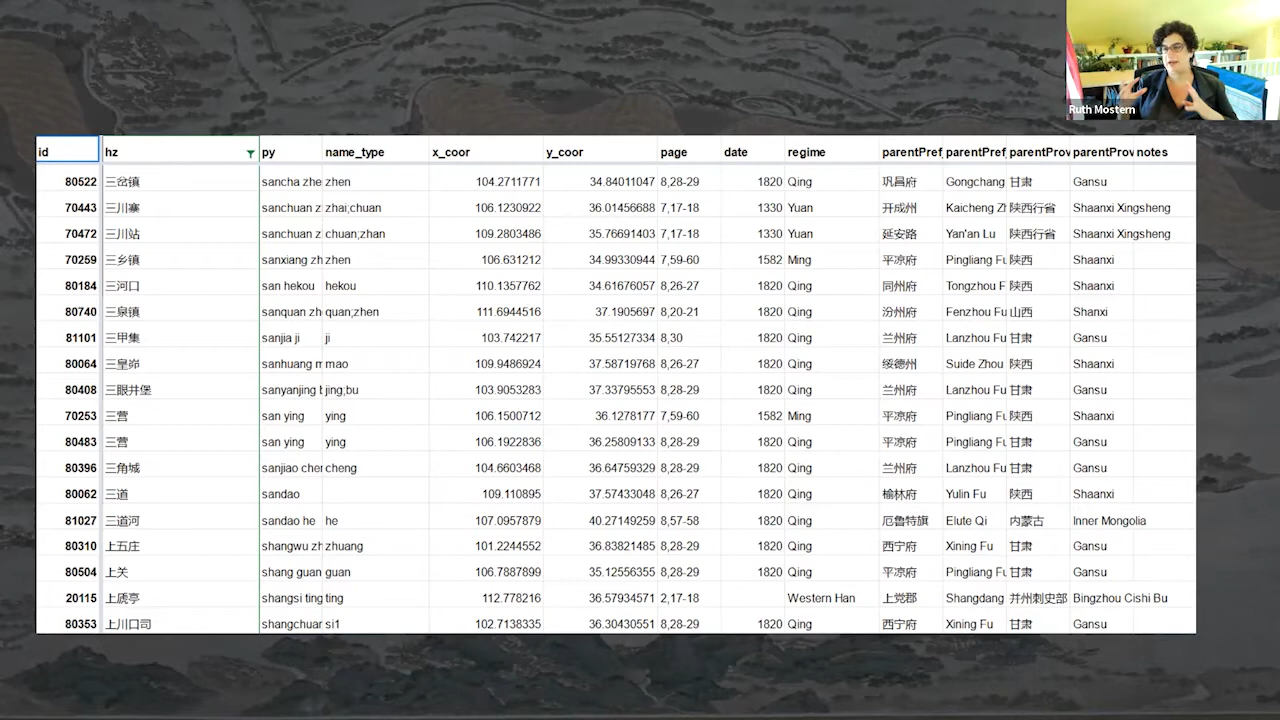 Ruth Mostern
id hz py name_type x_coor y_coor page date regime parentPref parentPref parentProv parentProv notes
80522 三岔镇 sancha zhe zhen 104.2711771 34.84011047 8,28-29 1820 Qing 巩昌府 Gongchang 甘肃 Gansu
70443 三川寨 sanchuan z zhai;chuan 106.1230922 36.01456688 7,17-18 1330 Yuan 开成州 Kaicheng Zh 陕西行省 Shaanxi Xingsheng
70472 三川站 sanchuan z chuan;zhan 109.2803486 35.76691403 7,17-18 1330 Yuan 延安路 Yan'an Lu 陕西行省 Shaanxi Xingsheng
70259 三乡镇 sanxiang zh zhen 106.631212 34.99330944 7,59-60 1582 Ming 平凉府 Pingliang Fu 陕西 Shaanxi
80184 三河口 san hekou hekou 110.1357762 34.61676057 8,26-27 1820 Qing 同州府 Tongzhou F 陕西 Shaanxi
80740 三泉镇 sanquan zh quan;zhen 111.6944516 37.1905697 8,20-21 1820 Qing 汾州府 Fenzhou Fu 山西 Shanxi
81101 三甲集 sanjia ji ji 103.742217 35.55127334 8,30 1820 Qing 兰州府 Lanzhou Fu 甘肃 Gansu
80064 三皇峁 sanhuang m mao 109.9486924 37.58719768 8,26-27 1820 Qing 绥德州 Suide Zhou 陕西 Shaanxi
80408 三眼井堡 sanyanjing b jing;bu 103.9053283 37.33795553 8,28-29 1820 Qing 兰州府 Lanzhou Fu 甘肃 Gansu
70253 三营 san ying ying 106.1500712 36.1278177 7,59-60 1582 Ming 平凉府 Pingliang Fu 陕西 Shaanxi
80483 三营 san ying ying 106.1922836 36.25809133 8,28-29 1820 Qing 平凉府 Pingliang Fu 甘肃 Gansu
80396 三角城 sanjiao cher cheng 104.6603468 36.64759329 8,28-29 1820 Qing 兰州府 Lanzhou Fu 甘肃 Gansu
80062 三道 sandao 109.110895 37.57433048 8,26-27 1820 Qing 榆林府 Yulin Fu 陕西 Shaanxi
81027 三道河 sandao he he 107.0957879 40.27149259 8,57-58 1820 Qing 厄鲁特旗 Elute Qi 内蒙古 Inner Mongolia
80310 上五庄 shangwu zh zhuang 101.2244552 36.83821485 8,28-29 1820 Qing 西宁府 Xining Fu 甘肃 Gansu
80504 上关 shang guan guan 106.7887899 35.12556355 8,28-29 1820 Qing 平凉府 Pingliang Fu 甘肃 Gansu
20115 上虒亭 shangsi ting ting 112.778216 36.57934571 2,17-18 Western Han 上党郡 Shangdang 并州刺史部 Bingzhou Cishi Bu
80353 上川口司 shangchuar si1 102.7138335 36.30430551 8,28-29 1820 Qing 西宁府 Xining Fu 甘肃 Gansu